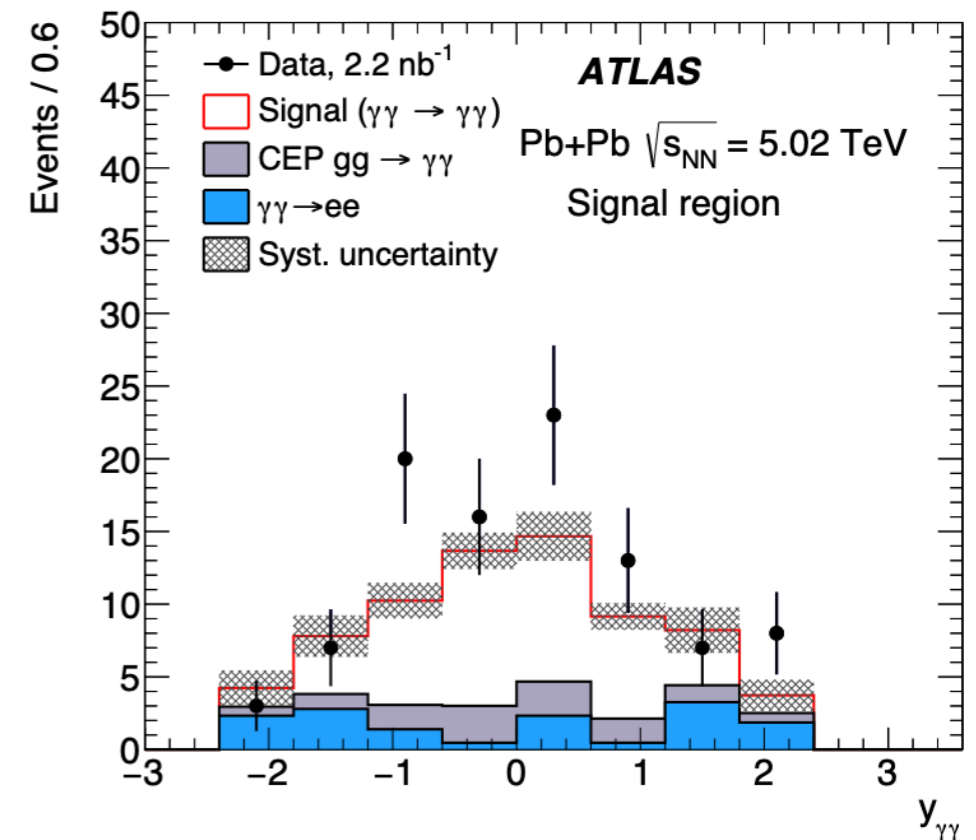 Events / 0.6
50
45
40
35
30
25
20
15
10
5
0
Data, 2.2 nb⁻¹
Signal (γγ → γγ)
CEP gg → γγ
γγ→ee
Syst. uncertainty
ATLAS
Pb+Pb √s_NN = 5.02 TeV
Signal region
−3 −2 −1 0 1 2 3
y_γγ